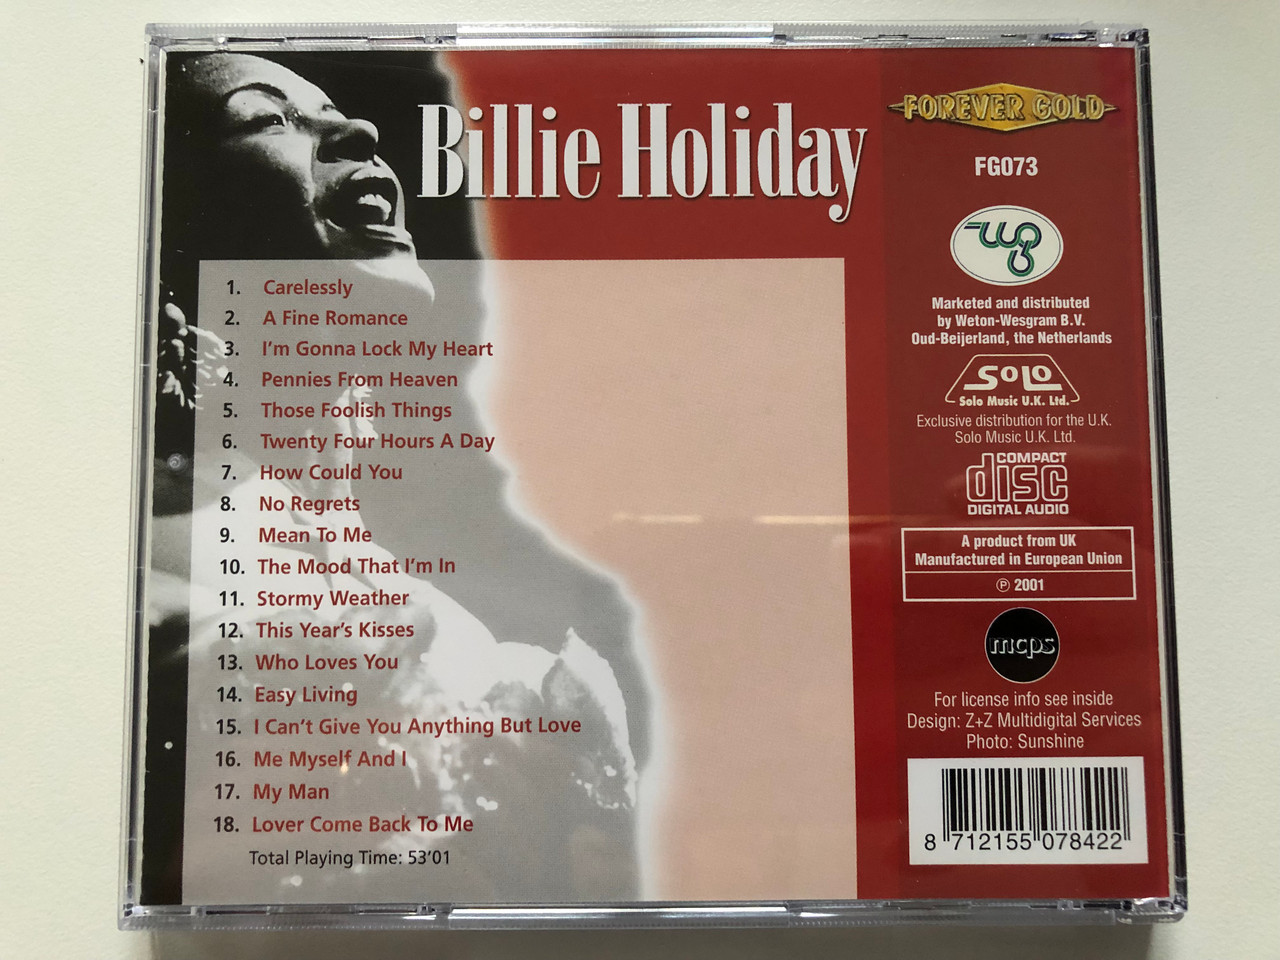 Billie Holiday
1. Carelessly
2. A Fine Romance
3. I'm Gonna Lock My Heart
4. Pennies From Heaven
5. Those Foolish Things
6. Twenty Four Hours A Day
7. How Could You
8. No Regrets
9. Mean To Me
10. The Mood That I'm In
11. Stormy Weather
12. This Year's Kisses
13. Who Loves You
14. Easy Living
15. I Can't Give You Anything But Love
16. Me Myself And I
17. My Man
18. Lover Come Back To Me
Total Playing Time: 53'01
FOREVER GOLD
FG073
Marketed and distributed
by Weton-Wesgram B.V.
Oud-Beijerland, the Netherlands
SOLO
Solo Music U.K. Ltd.
Exclusive distribution for the U.K.
Solo Music U.K. Ltd.
COMPACT
disc
DIGITAL AUDIO
A product from UK
Manufactured in European Union
℗ 2001
mcps
For license info see inside
Design: Z+Z Multidigital Services
Photo: Sunshine
8 712155 078422